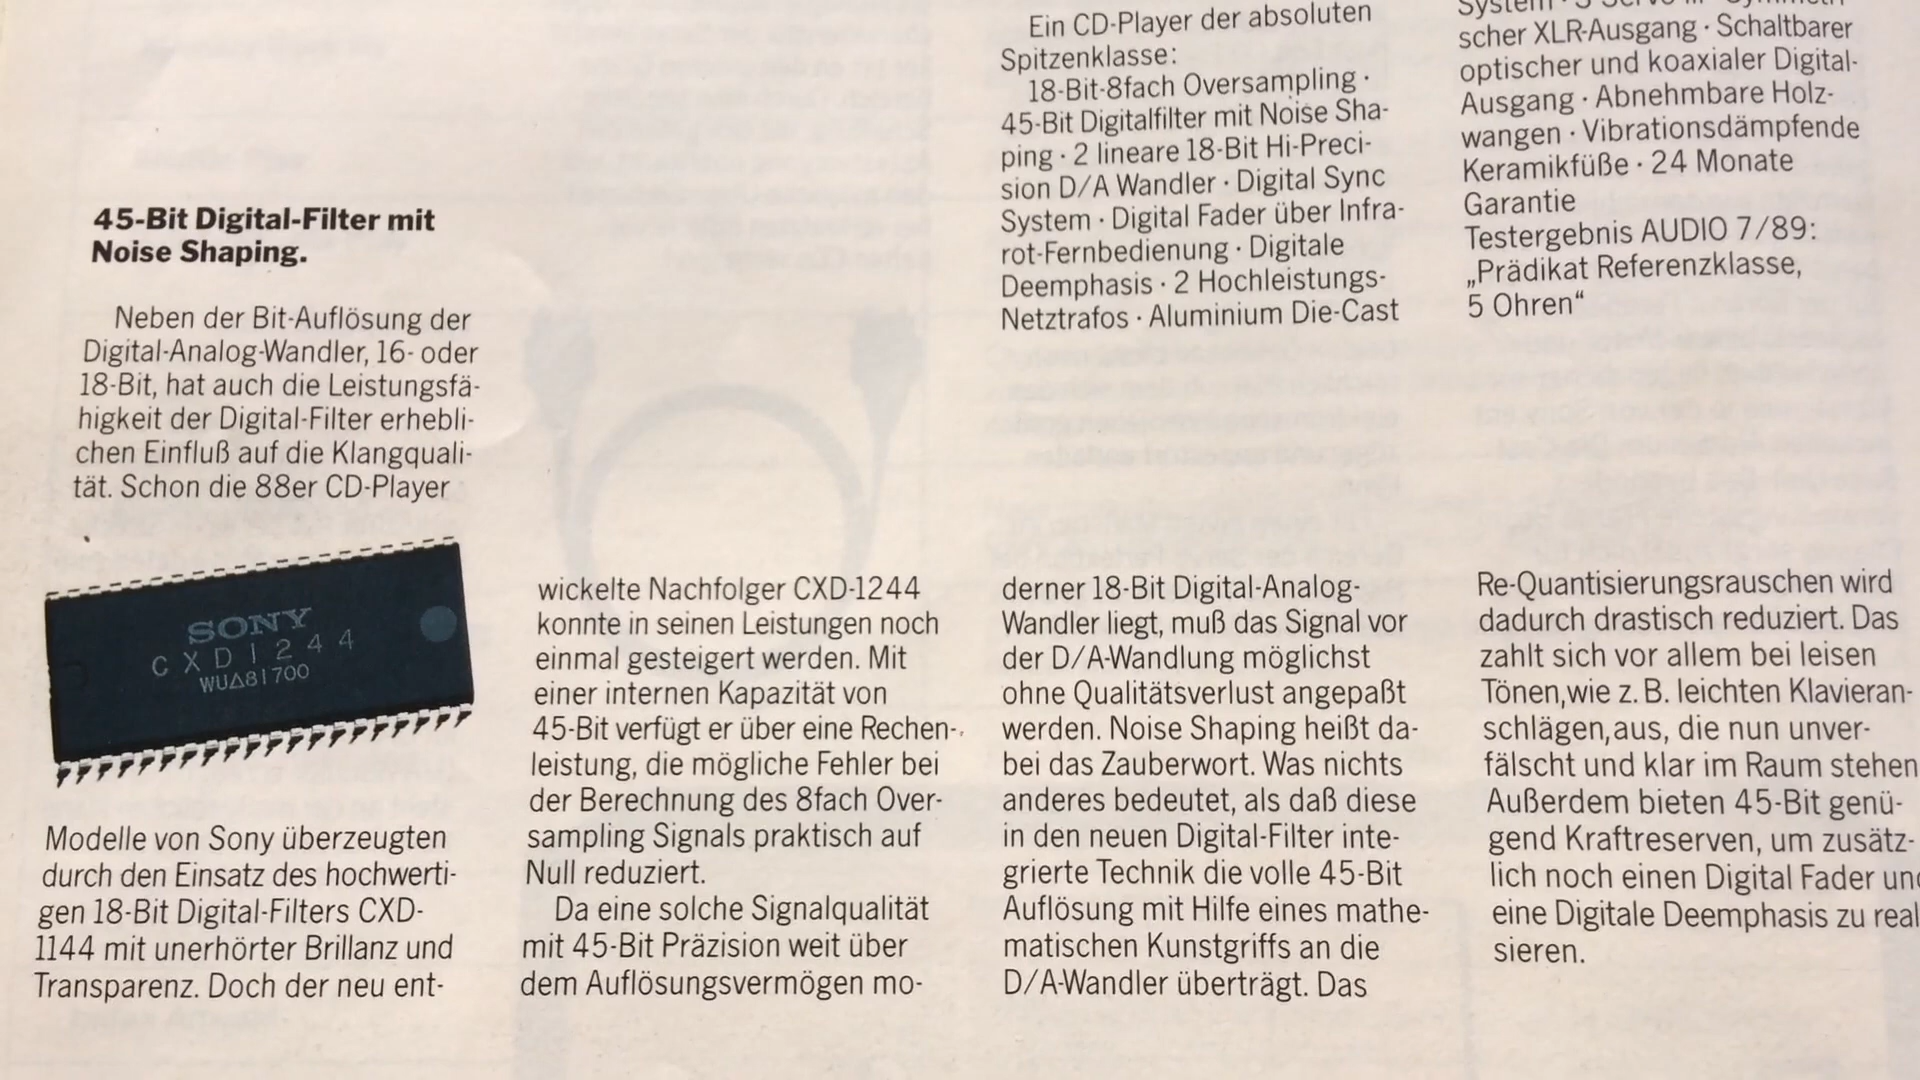 Ein CD-Player der absoluten
Spitzenklasse:
18-Bit-8fach Oversampling ·
45-Bit Digitalfilter mit Noise Sha-
ping · 2 lineare 18-Bit Hi-Preci-
sion D/A Wandler · Digital Sync
System · Digital Fader über Infra-
rot-Fernbedienung · Digitale
Deemphasis · 2 Hochleistungs-
Netztrafos · Aluminium Die-Cast
scher XLR-Ausgang · Schaltbarer
optischer und koaxialer Digital-
Ausgang · Abnehmbare Holz-
wangen · Vibrationsdämpfende
Keramikfüße · 24 Monate
Garantie
Testergebnis AUDIO 7/89:
„Prädikat Referenzklasse,
5 Ohren“
45-Bit Digital-Filter mit
Noise Shaping.
Neben der Bit-Auflösung der
Digital-Analog-Wandler, 16- oder
18-Bit, hat auch die Leistungsfä-
higkeit der Digital-Filter erhebli-
chen Einfluß auf die Klangquali-
tät. Schon die 88er CD-Player
SONY
CXD1244
WUΔ81700
Modelle von Sony überzeugten
durch den Einsatz des hochwerti-
gen 18-Bit Digital-Filters CXD-
1144 mit unerhörter Brillanz und
Transparenz. Doch der neu ent-
wickelte Nachfolger CXD-1244
konnte in seinen Leistungen noch
einmal gesteigert werden. Mit
einer internen Kapazität von
45-Bit verfügt er über eine Rechen-
leistung, die mögliche Fehler bei
der Berechnung des 8fach Over-
sampling Signals praktisch auf
Null reduziert.
Da eine solche Signalqualität
mit 45-Bit Präzision weit über
dem Auflösungsvermögen mo-
derner 18-Bit Digital-Analog-
Wandler liegt, muß das Signal vor
der D/A-Wandlung möglichst
ohne Qualitätsverlust angepaßt
werden. Noise Shaping heißt da-
bei das Zauberwort. Was nichts
anderes bedeutet, als daß diese
in den neuen Digital-Filter inte-
grierte Technik die volle 45-Bit
Auflösung mit Hilfe eines mathe-
matischen Kunstgriffs an die
D/A-Wandler überträgt. Das
Re-Quantisierungsrauschen wird
dadurch drastisch reduziert. Das
zahlt sich vor allem bei leisen
Tönen,wie z. B. leichten Klavieran-
schlägen,aus, die nun unver-
fälscht und klar im Raum stehen
Außerdem bieten 45-Bit genü-
gend Kraftreserven, um zusätz-
lich noch einen Digital Fader und
eine Digitale Deemphasis zu reali
sieren.